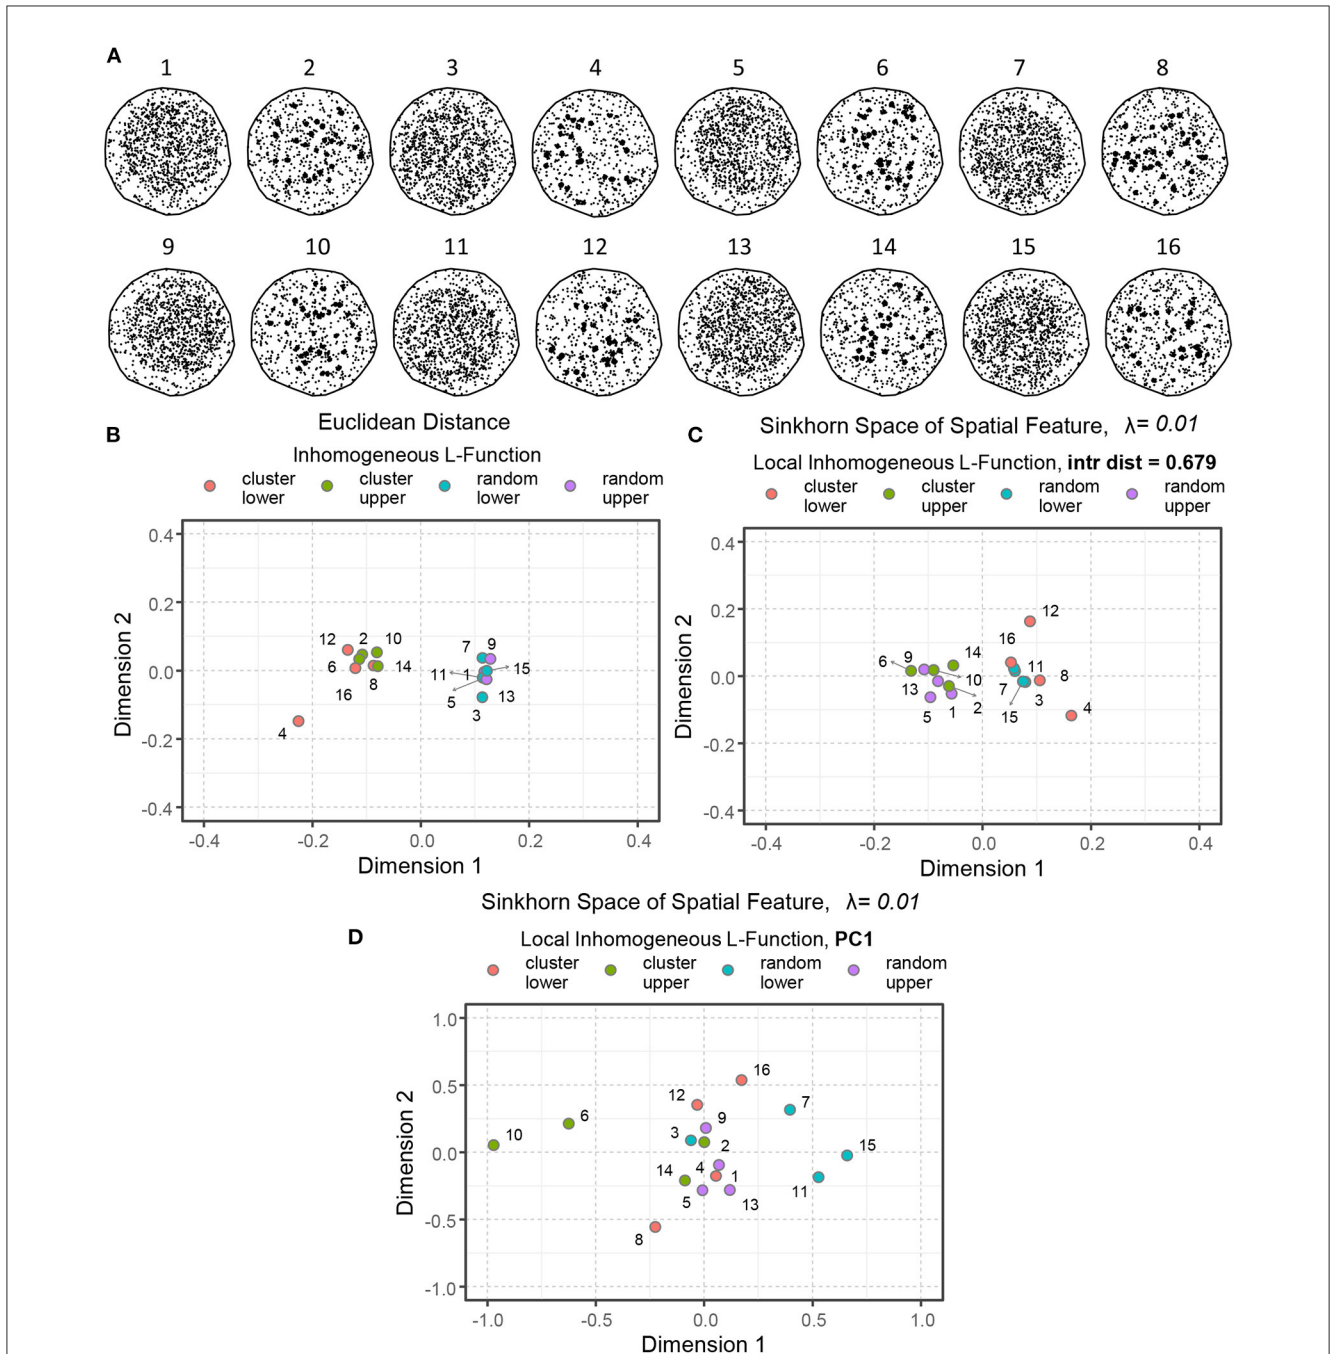 A
1 2 3 4 5 6 7 8
9 10 11 12 13 14 15 16
B
Euclidean Distance
Inhomogeneous L-Function
cluster lower
cluster upper
random lower
random upper
Dimension 2
0.4
0.2
0.0
-0.2
-0.4
12 2 10 7 9
6 14 11 1 15
16 8 5 13
4 3
-0.4 -0.2 0.0 0.2 0.4
Dimension 1
C
Sinkhorn Space of Spatial Feature, λ= 0.01
Local Inhomogeneous L-Function, intr dist = 0.679
cluster lower
cluster upper
random lower
random upper
Dimension 2
0.4
0.2
0.0
-0.2
-0.4
12
16
6 9 14 11 8
13 10 7 3
5 1 2 15 4
-0.4 -0.2 0.0 0.2 0.4
Dimension 1
D
Sinkhorn Space of Spatial Feature, λ= 0.01
Local Inhomogeneous L-Function, PC1
cluster lower
cluster upper
random lower
random upper
Dimension 2
1.0
0.5
0.0
-0.5
-1.0
16
12 7
6 9
10 3 2 15
14 4 1 11
5 13
8
-1.0 -0.5 0.0 0.5 1.0
Dimension 1